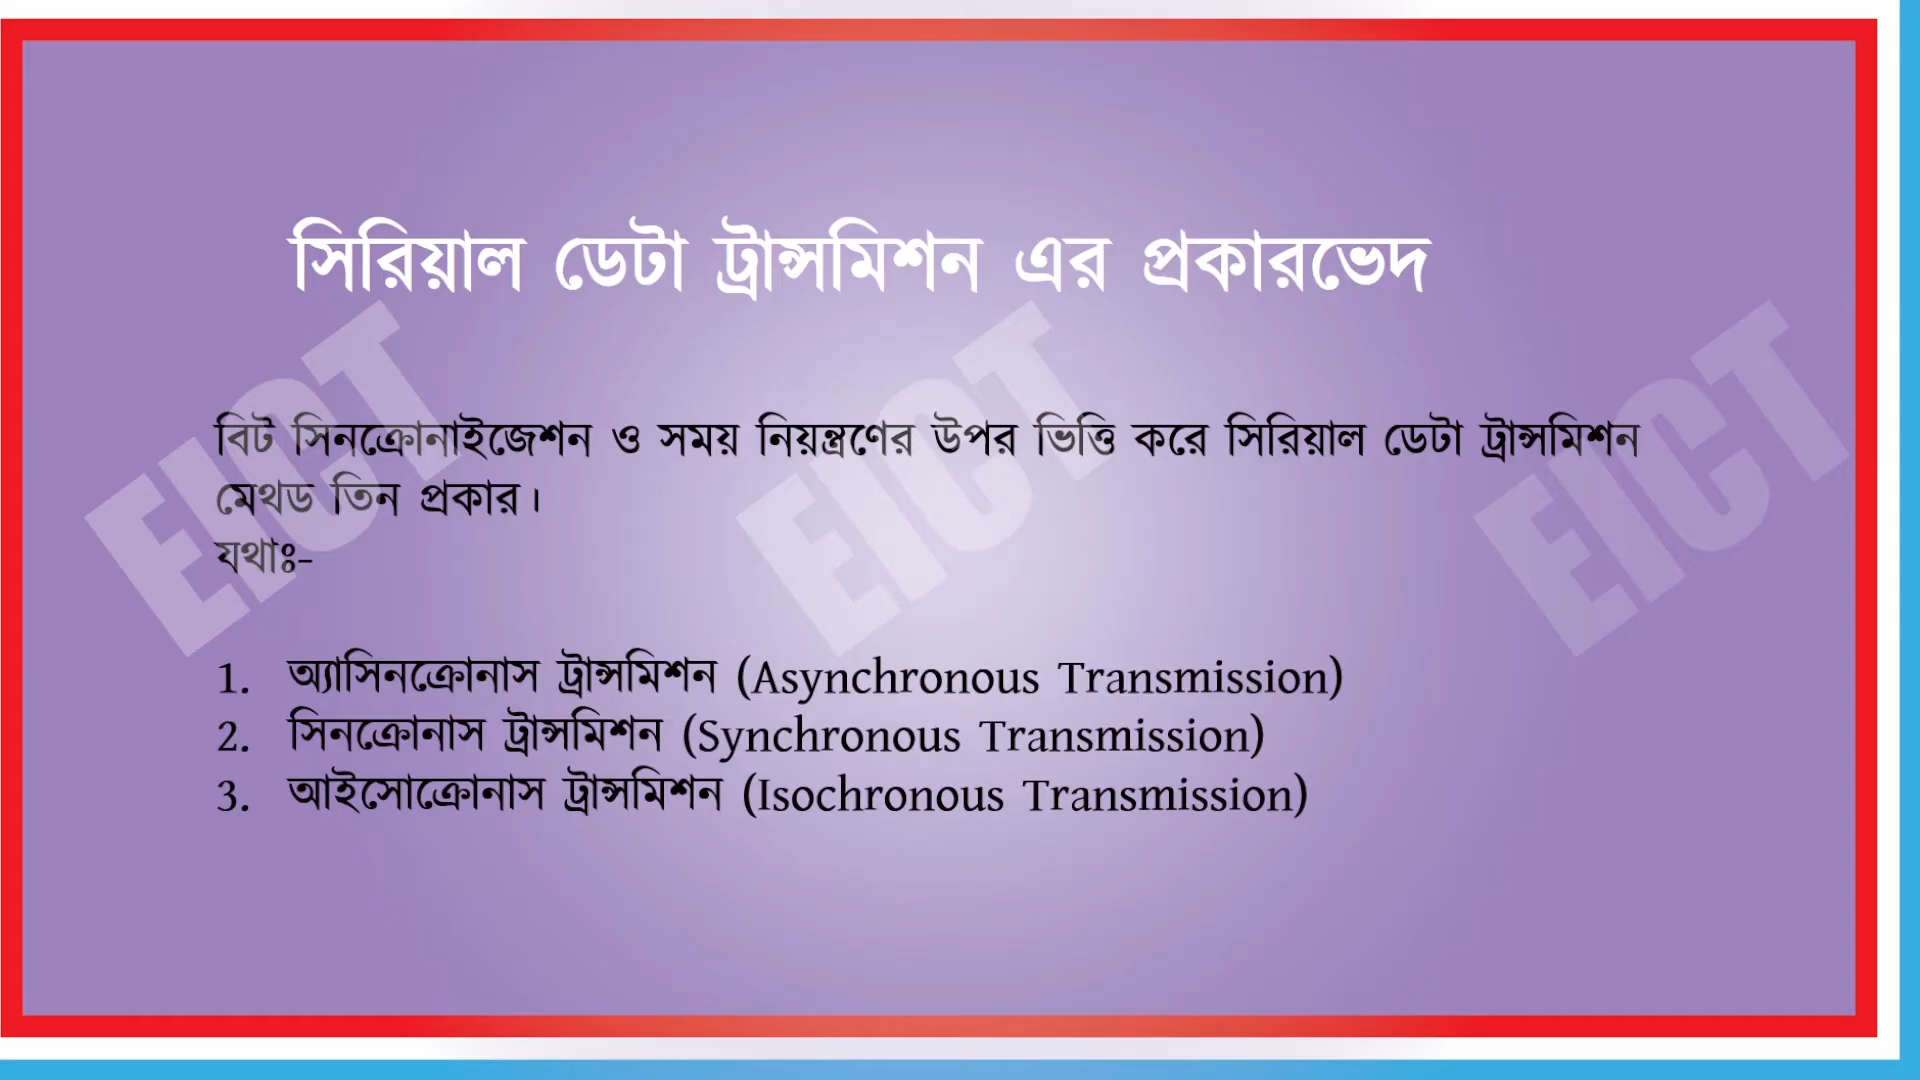 সিরিয়াল ডেটা ট্রান্সমিশন এর প্রকারভেদ
বিট সিনক্রোনাইজেশন ও সময় নিয়ন্ত্রণের উপর ভিত্তি করে সিরিয়াল ডেটা ট্রান্সমিশন
মেথড তিন প্রকার।
যথাঃ-
1. অ্যাসিনক্রোনাস ট্রান্সমিশন (Asynchronous Transmission)
2. সিনক্রোনাস ট্রান্সমিশন (Synchronous Transmission)
3. আইসোক্রোনাস ট্রান্সমিশন (Isochronous Transmission)
EICT
EICT
EICT